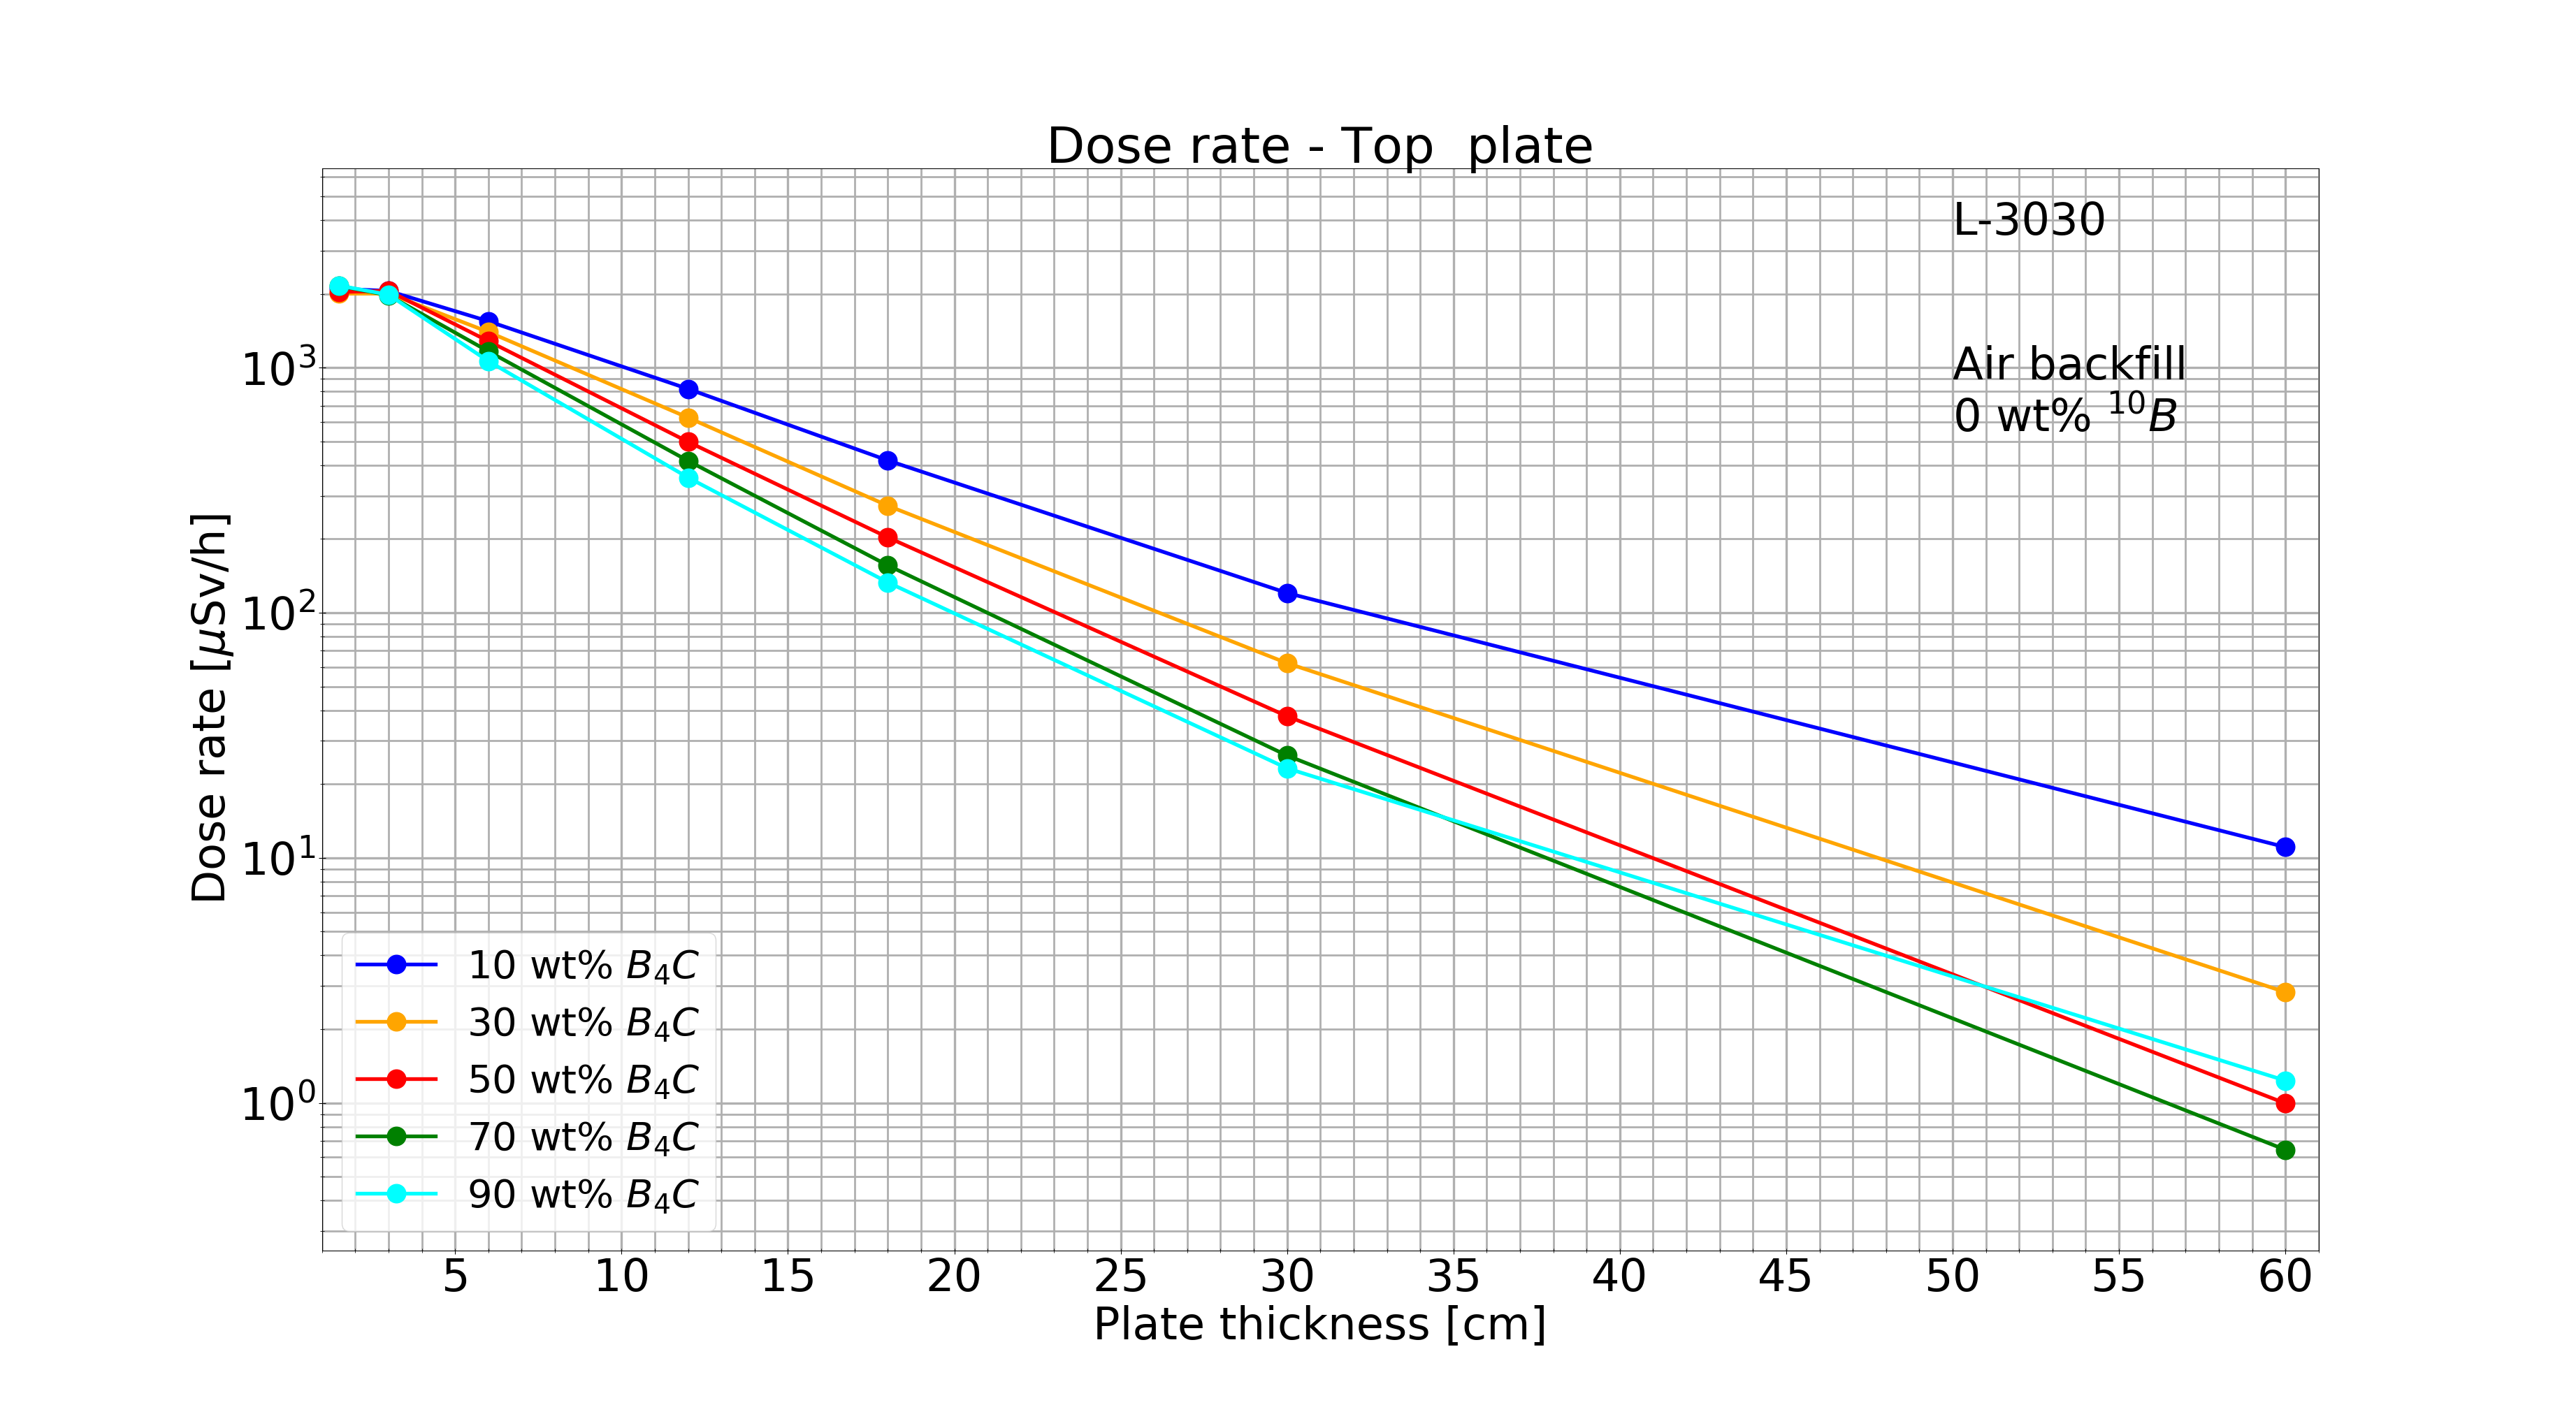 Dose rate - Top  plate
L-3030
Air backfill
0 wt% ¹⁰B
Dose rate [μSv/h]
10³
10²
10¹
10⁰
10 wt% B₄C
30 wt% B₄C
50 wt% B₄C
70 wt% B₄C
90 wt% B₄C
5 10 15 20 25 30 35 40 45 50 55 60
Plate thickness [cm]